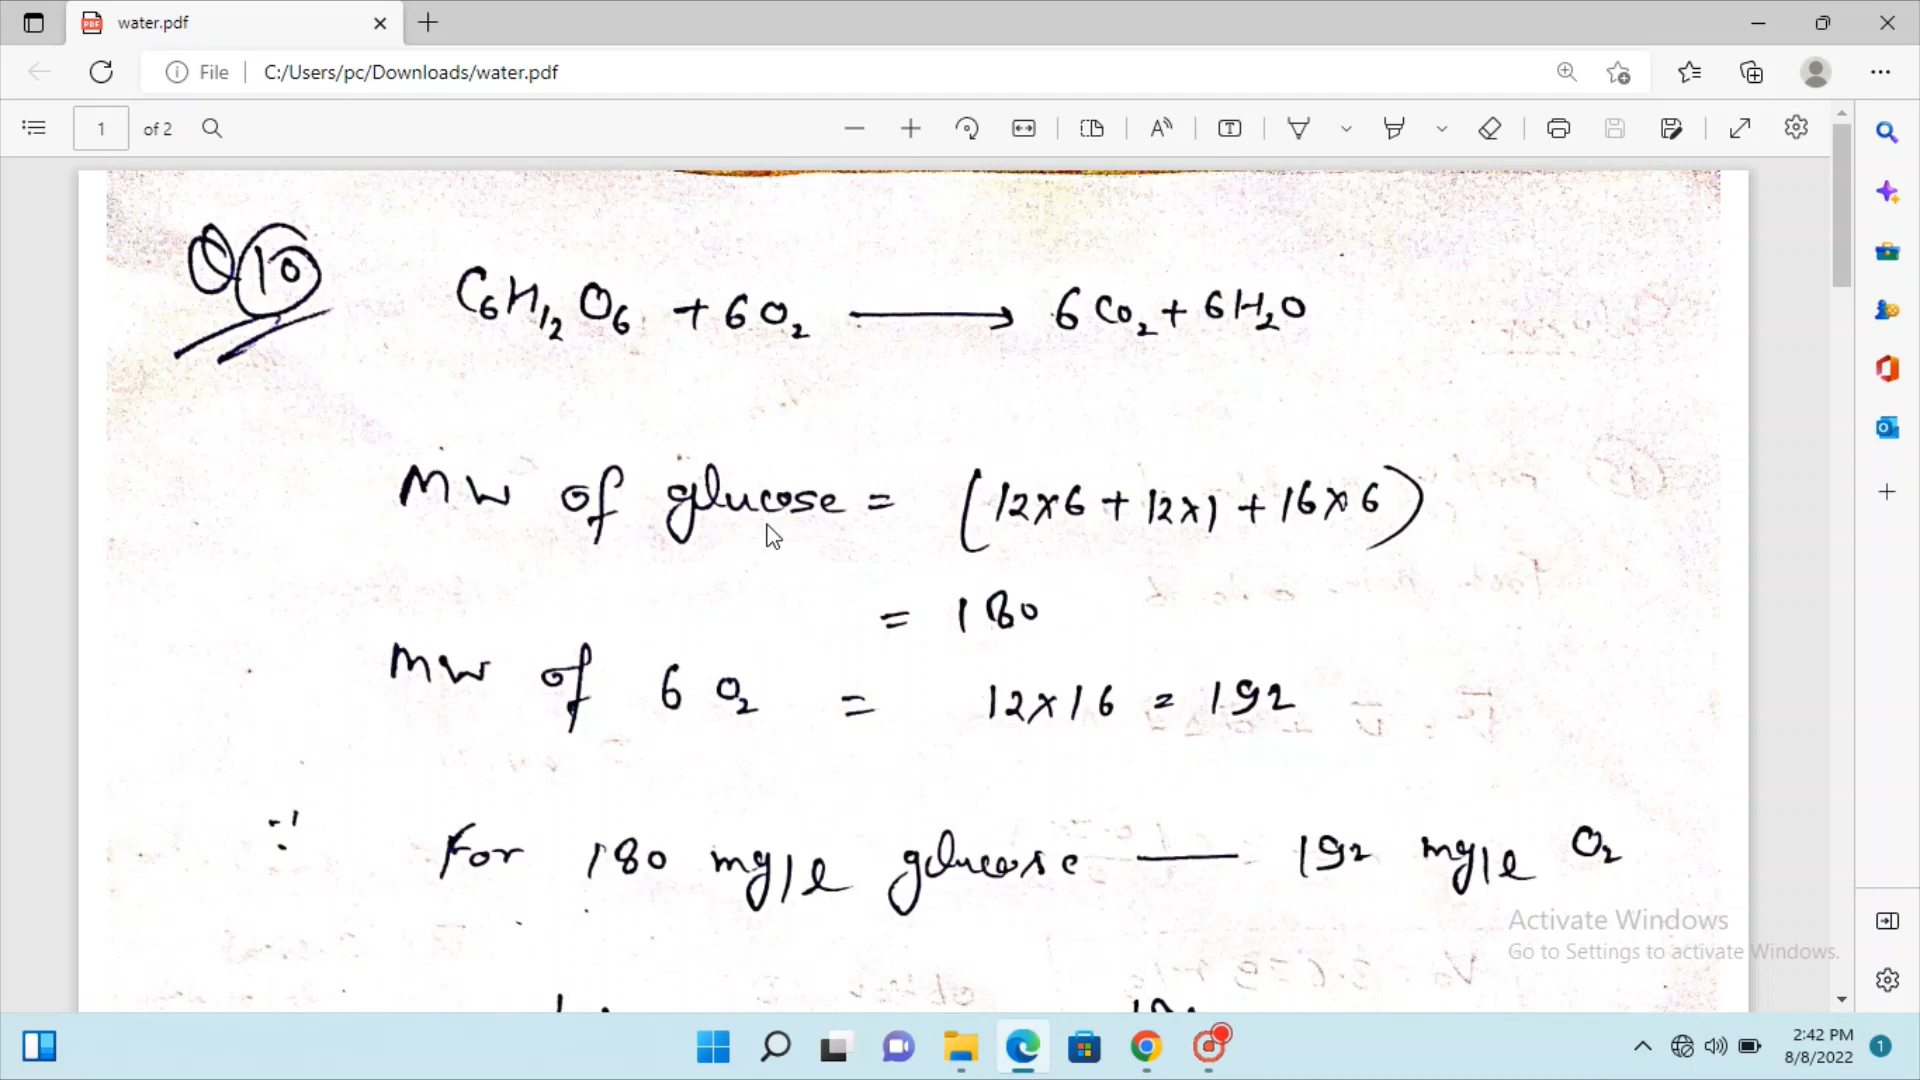 water.pdf
File C:/Users/pc/Downloads/water.pdf
1 of 2
Q 10
C6H12O6 + 6O2 ⟶ 6CO2 + 6H2O
MW of glucose = (12×6 + 12×1 + 16×6)
= 180
MW of 6 O2 = 12×16 = 192
∵ For 180 mg/l glucose — 192 mg/l O2
Activate Windows
Go to Settings to activate Windows.
2:42 PM
8/8/2022
1